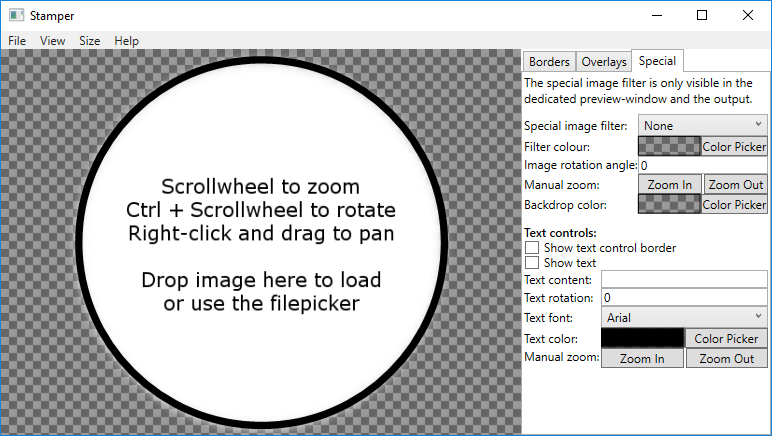 Stamper
File View Size Help
Scrollwheel to zoom
Ctrl + Scrollwheel to rotate
Right-click and drag to pan
Drop image here to load
or use the filepicker
Borders Overlays Special
The special image filter is only visible in the
dedicated preview-window and the output.
Special image filter: None
Filter colour: Color Picker
Image rotation angle: 0
Manual zoom: Zoom In Zoom Out
Backdrop color: Color Picker
Text controls:
Show text control border
Show text
Text content:
Text rotation: 0
Text font: Arial
Text color: Color Picker
Manual zoom: Zoom In Zoom Out